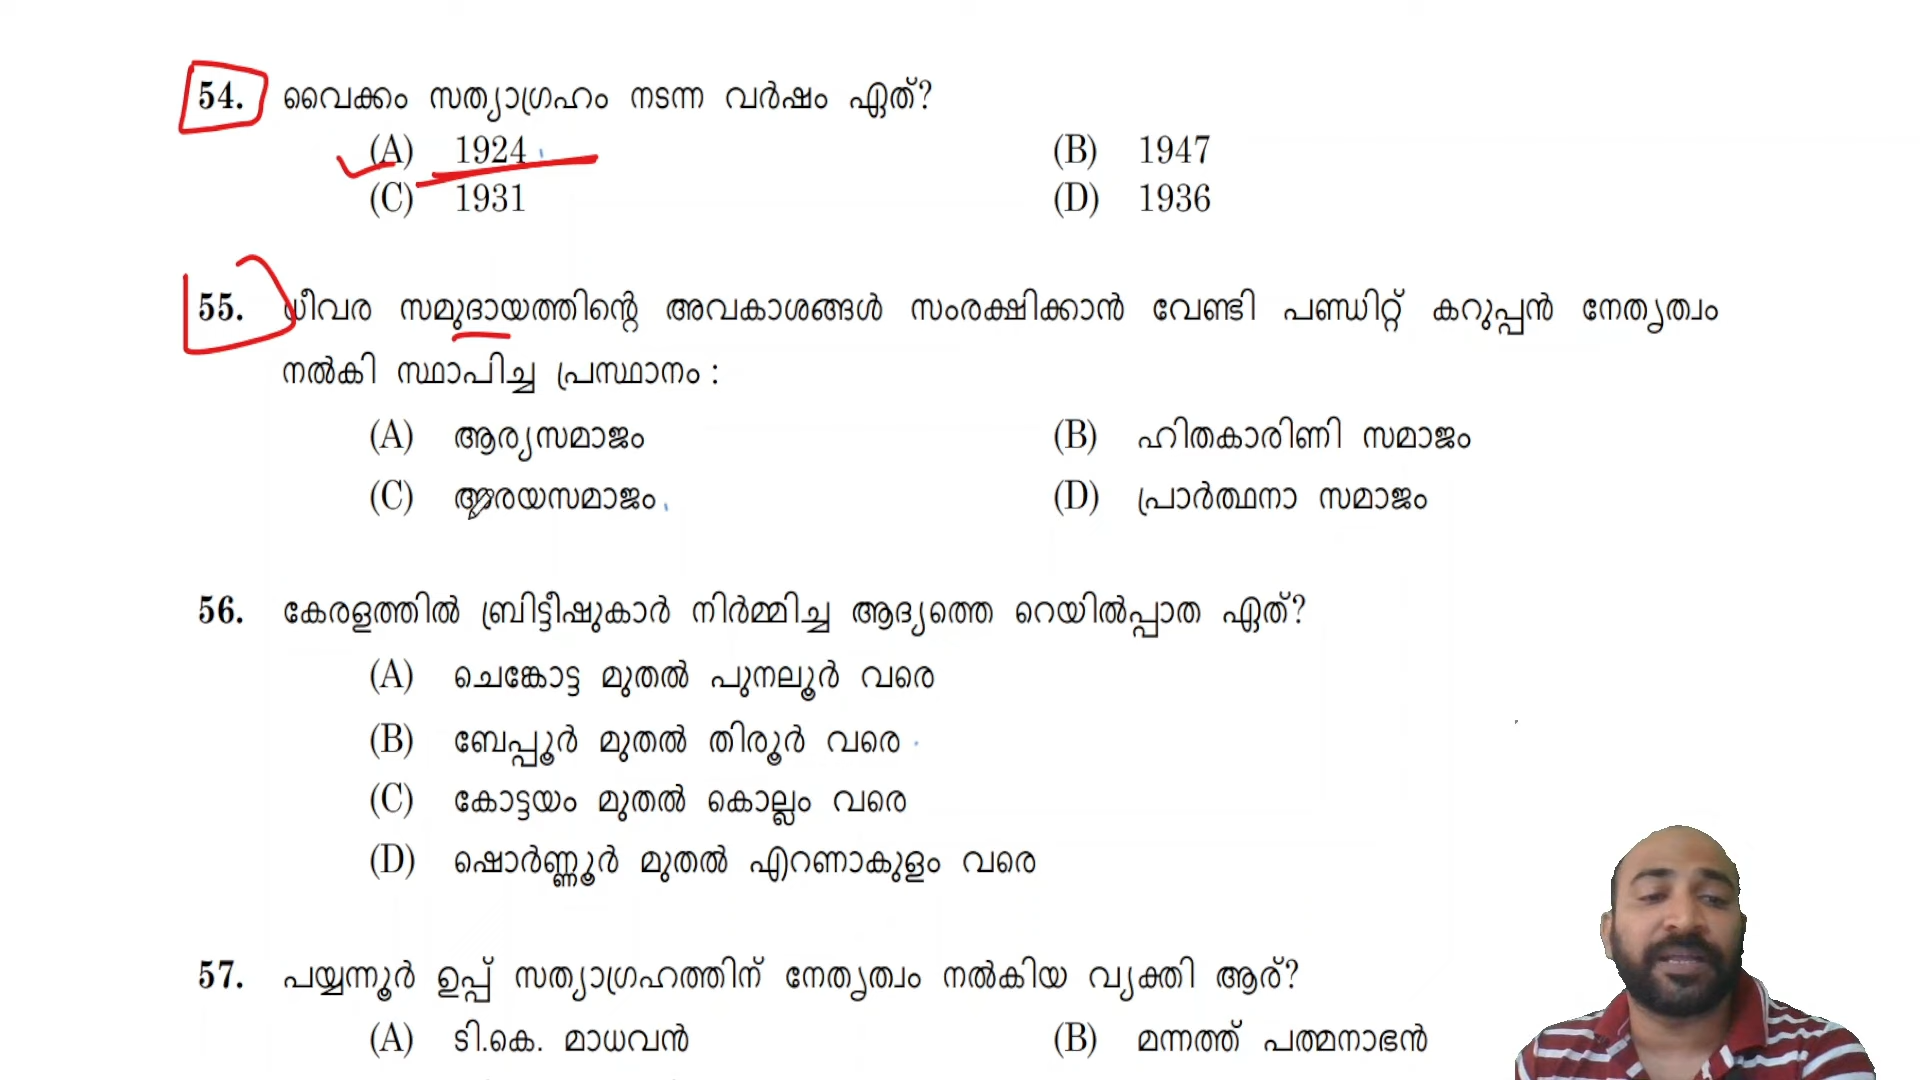 54. വൈക്കം സത്യാഗ്രഹം നടന്ന വർഷം ഏത്?
(A) 1924 (B) 1947
(C) 1931 (D) 1936
55. ധീവര സമുദായത്തിന്റെ അവകാശങ്ങൾ സംരക്ഷിക്കാൻ വേണ്ടി പണ്ഡിറ്റ് കറുപ്പൻ നേതൃത്വം
നൽകി സ്ഥാപിച്ച പ്രസ്ഥാനം :
(A) ആര്യസമാജം (B) ഹിതകാരിണി സമാജം
(C) അരയസമാജം (D) പ്രാർത്ഥനാ സമാജം
56. കേരളത്തിൽ ബ്രിട്ടീഷുകാർ നിർമ്മിച്ച ആദ്യത്തെ റെയിൽപ്പാത ഏത്?
(A) ചെങ്കോട്ട മുതൽ പുനലൂർ വരെ
(B) ബേപ്പൂർ മുതൽ തിരൂർ വരെ
(C) കോട്ടയം മുതൽ കൊല്ലം വരെ
(D) ഷൊർണ്ണൂർ മുതൽ എറണാകുളം വരെ
57. പയ്യന്നൂർ ഉപ്പ് സത്യാഗ്രഹത്തിന് നേതൃത്വം നൽകിയ വ്യക്തി ആര്?
(A) ടി.കെ. മാധവൻ (B) മന്നത്ത് പത്മനാഭൻ